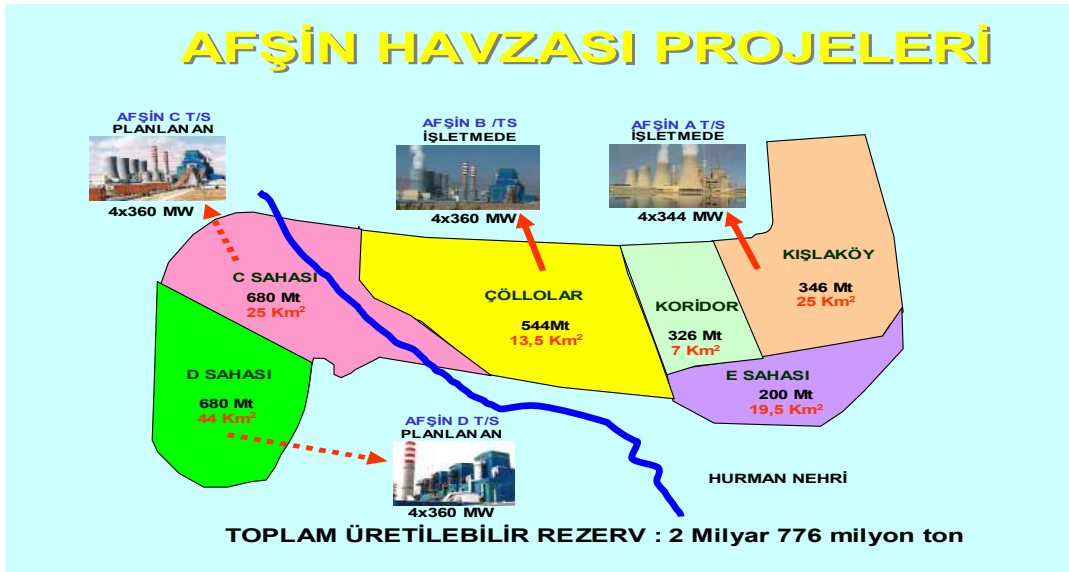 AFŞİN HAVZASI PROJELERİ
AFŞİN C T/S
PLANLANAN
4x360 MW
AFŞİN B /TS
İŞLETMEDE
4x360 MW
AFŞİN A T/S
İŞLETMEDE
4x344 MW
C SAHASI
680 Mt
25 Km²
ÇÖLLOLAR
544Mt
13,5 Km²
KORİDOR
326 Mt
7 Km²
KIŞLAKÖY
346 Mt
25 Km²
D SAHASI
680 Mt
44 Km²
E SAHASI
200 Mt
19,5 Km²
AFŞİN D T/S
PLANLANAN
4x360 MW
HURMAN NEHRİ
TOPLAM ÜRETİLEBİLİR REZERV : 2 Milyar 776 milyon ton